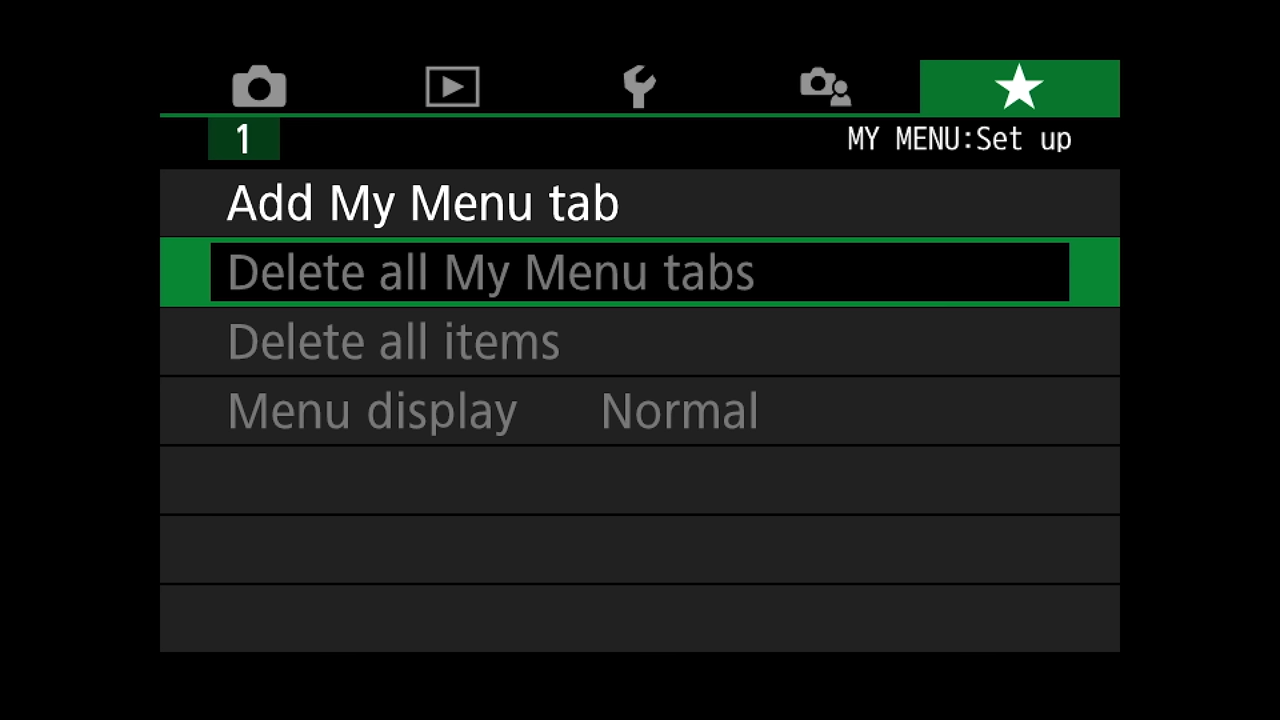 1
MY MENU:Set up
Add My Menu tab
Delete all My Menu tabs
Delete all items
Menu display Normal